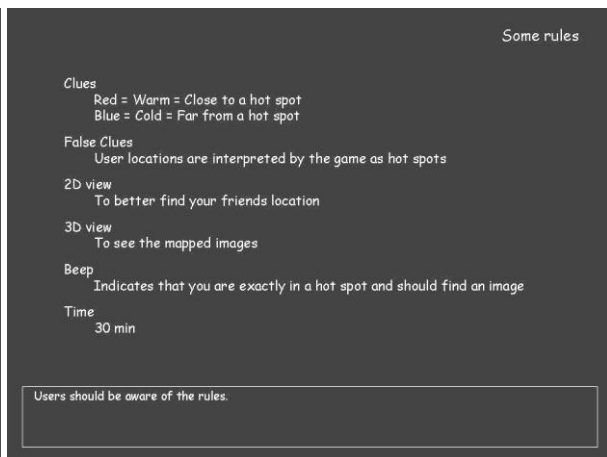 Some rules
Clues
Red = Warm = Close to a hot spot
Blue = Cold = Far from a hot spot
False Clues
User locations are interpreted by the game as hot spots
2D view
To better find your friends location
3D view
To see the mapped images
Beep
Indicates that you are exactly in a hot spot and should find an image
Time
30 min
Users should be aware of the rules.